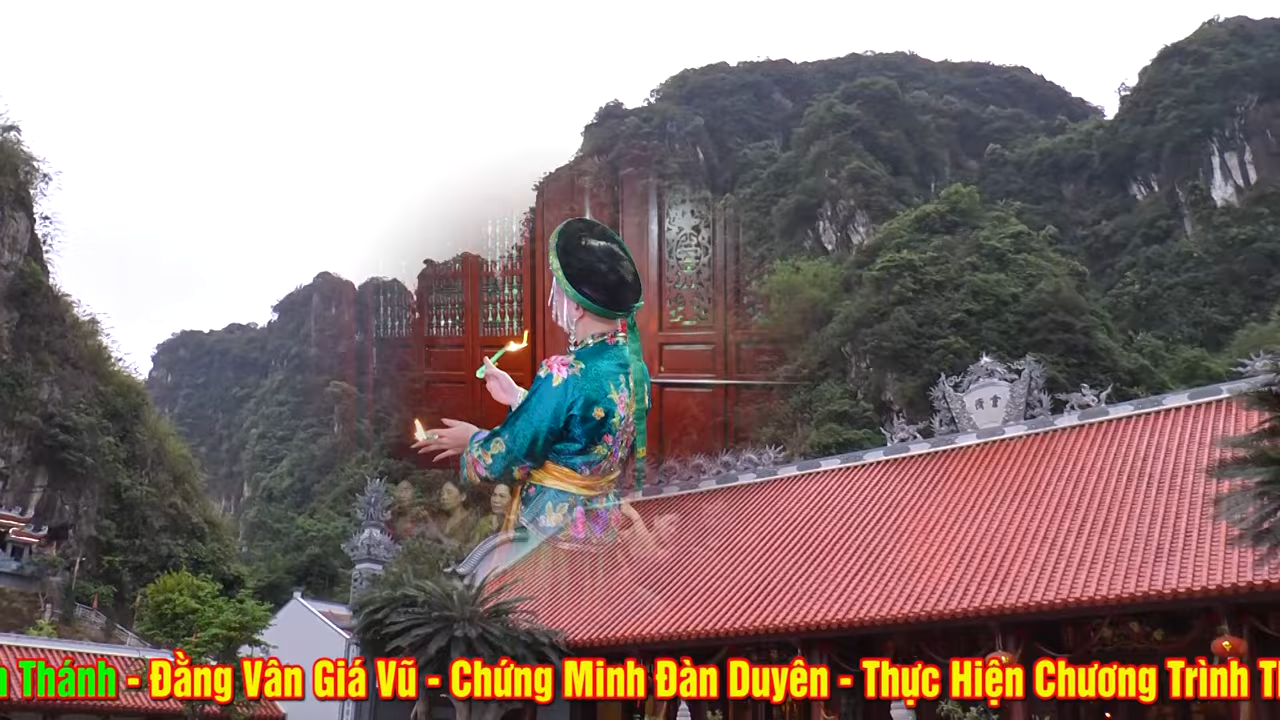 Thánh - Đằng Vân Giá Vũ - Chứng Minh Đàn Duyên - Thực Hiện Chương Trình